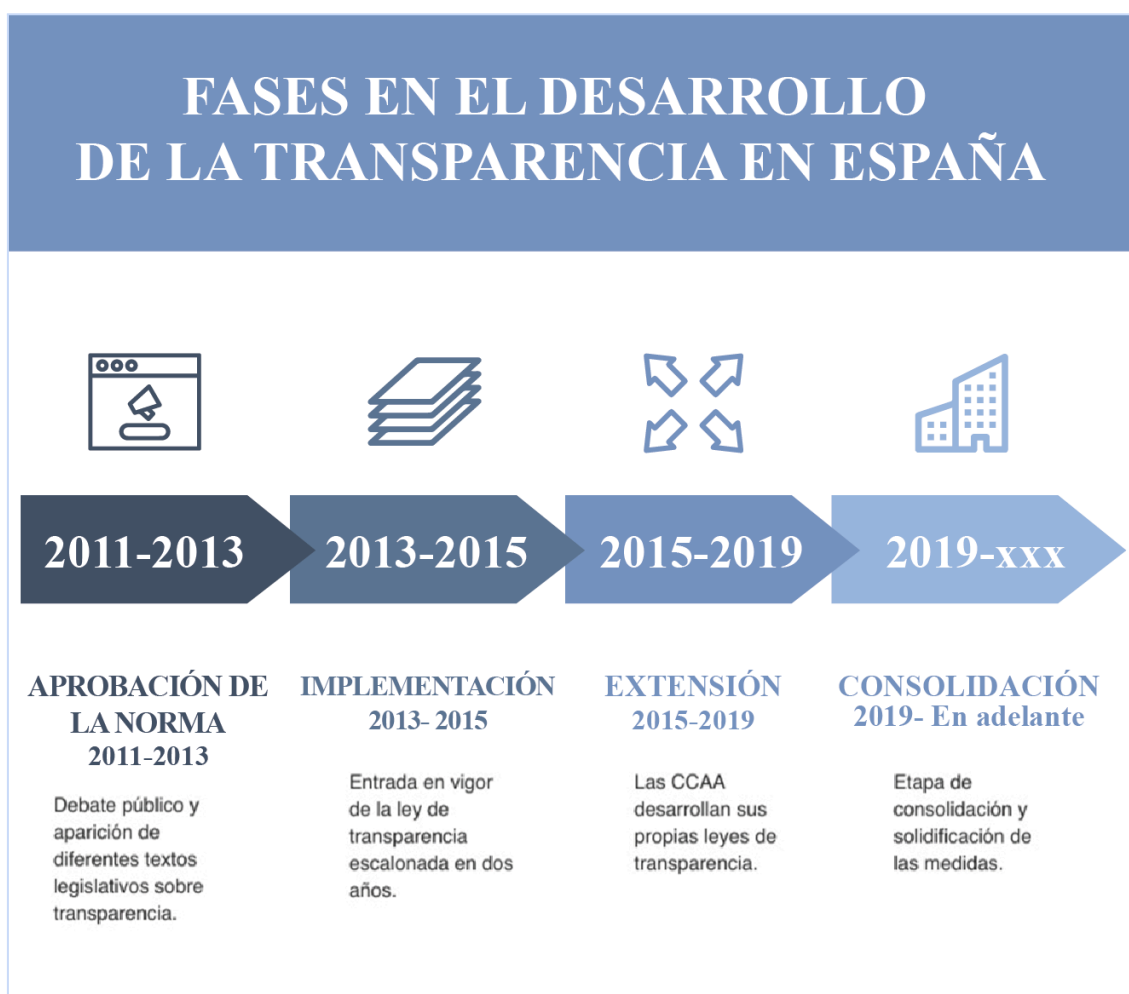 FASES EN EL DESARROLLO
DE LA TRANSPARENCIA EN ESPAÑA
2011-2013
2013-2015
2015-2019
2019-xxx
APROBACIÓN DE
LA NORMA
2011-2013
Debate público y
aparición de
diferentes textos
legislativos sobre
transparencia.
IMPLEMENTACIÓN
2013- 2015
Entrada en vigor
de la ley de
transparencia
escalonada en dos
años.
EXTENSIÓN
2015-2019
Las CCAA
desarrollan sus
propias leyes de
transparencia.
CONSOLIDACIÓN
2019- En adelante
Etapa de
consolidación y
solidificación de
las medidas.